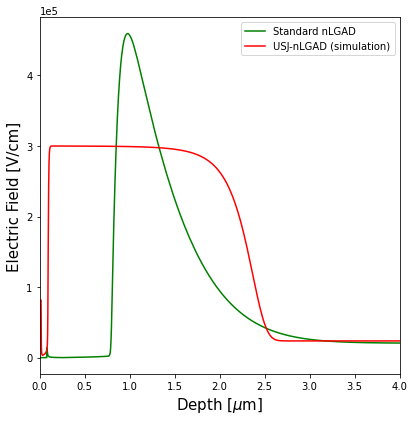 1e5
Standard nLGAD
USJ-nLGAD (simulation)
4
3
2
1
0
Electric Field [V/cm]
0.0 0.5 1.0 1.5 2.0 2.5 3.0 3.5 4.0
Depth [μm]